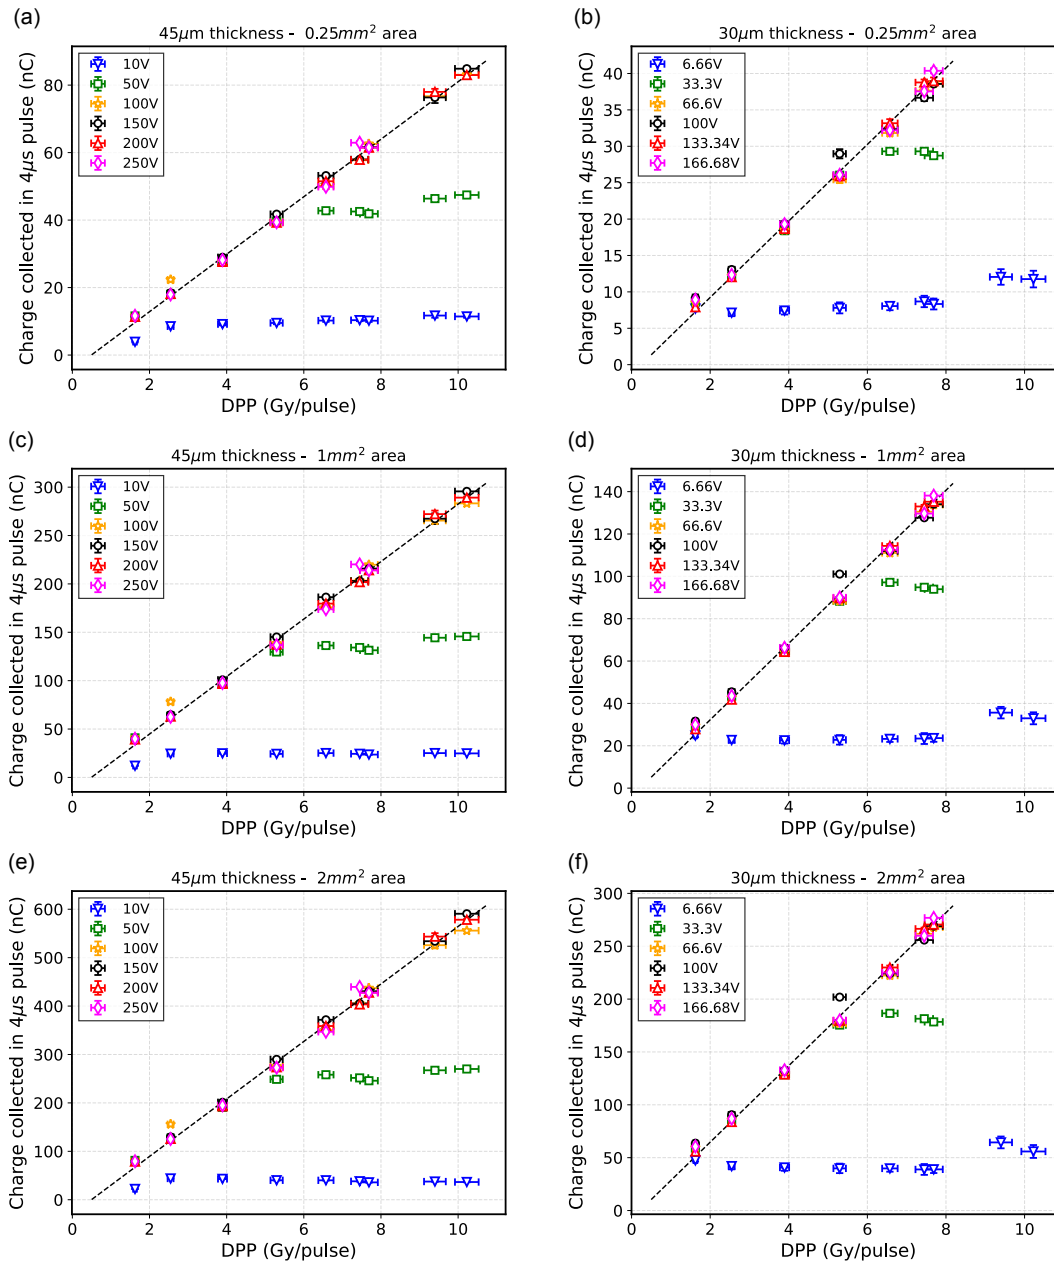 (a)
45μm thickness - 0.25mm² area
Charge collected in 4μs pulse (nC)
80
60
40
20
0
10V
50V
100V
150V
200V
250V
0 2 4 6 8 10
DPP (Gy/pulse)
(b)
30μm thickness - 0.25mm² area
Charge collected in 4μs pulse (nC)
40
35
30
25
20
15
10
5
0
6.66V
33.3V
66.6V
100V
133.34V
166.68V
0 2 4 6 8 10
DPP (Gy/pulse)
(c)
45μm thickness - 1mm² area
Charge collected in 4μs pulse (nC)
300
250
200
150
100
50
0
10V
50V
100V
150V
200V
250V
0 2 4 6 8 10
DPP (Gy/pulse)
(d)
30μm thickness - 1mm² area
Charge collected in 4μs pulse (nC)
140
120
100
80
60
40
20
0
6.66V
33.3V
66.6V
100V
133.34V
166.68V
0 2 4 6 8 10
DPP (Gy/pulse)
(e)
45μm thickness - 2mm² area
Charge collected in 4μs pulse (nC)
600
500
400
300
200
100
0
10V
50V
100V
150V
200V
250V
0 2 4 6 8 10
DPP (Gy/pulse)
(f)
30μm thickness - 2mm² area
Charge collected in 4μs pulse (nC)
300
250
200
150
100
50
0
6.66V
33.3V
66.6V
100V
133.34V
166.68V
0 2 4 6 8 10
DPP (Gy/pulse)